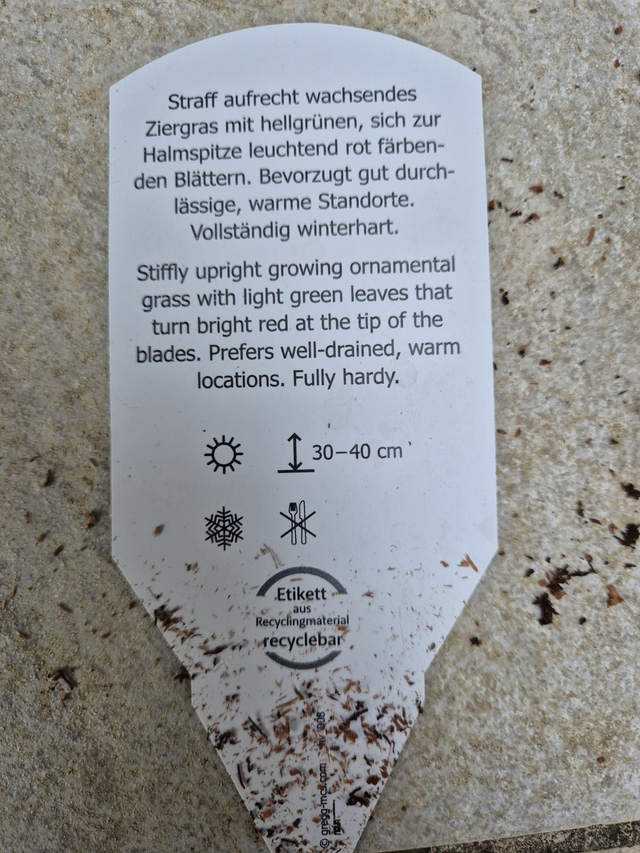 Straff aufrecht wachsendes
Ziergras mit hellgrünen, sich zur
Halmspitze leuchtend rot färben-
den Blättern. Bevorzugt gut durch-
lässige, warme Standorte.
Vollständig winterhart.
Stiffly upright growing ornamental
grass with light green leaves that
turn bright red at the tip of the
blades. Prefers well-drained, warm
locations. Fully hardy.
30–40 cm
Etikett
aus
Recyclingmaterial
recyclebar